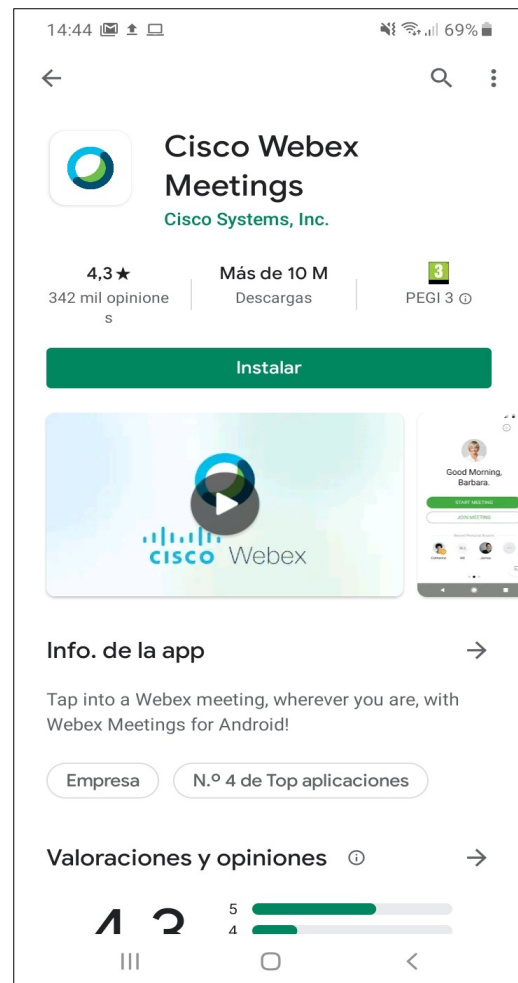 14:44 69%
Cisco Webex
Meetings
Cisco Systems, Inc.
4,3★ Más de 10 M 3
342 mil opinione Descargas PEGI 3
s
Instalar
CISCO Webex
Good Morning,
Barbara.
START MEETING
JOIN MEETING
Info. de la app
Tap into a Webex meeting, wherever you are, with
Webex Meetings for Android!
Empresa N.º 4 de Top aplicaciones
Valoraciones y opiniones
4,3 5
4